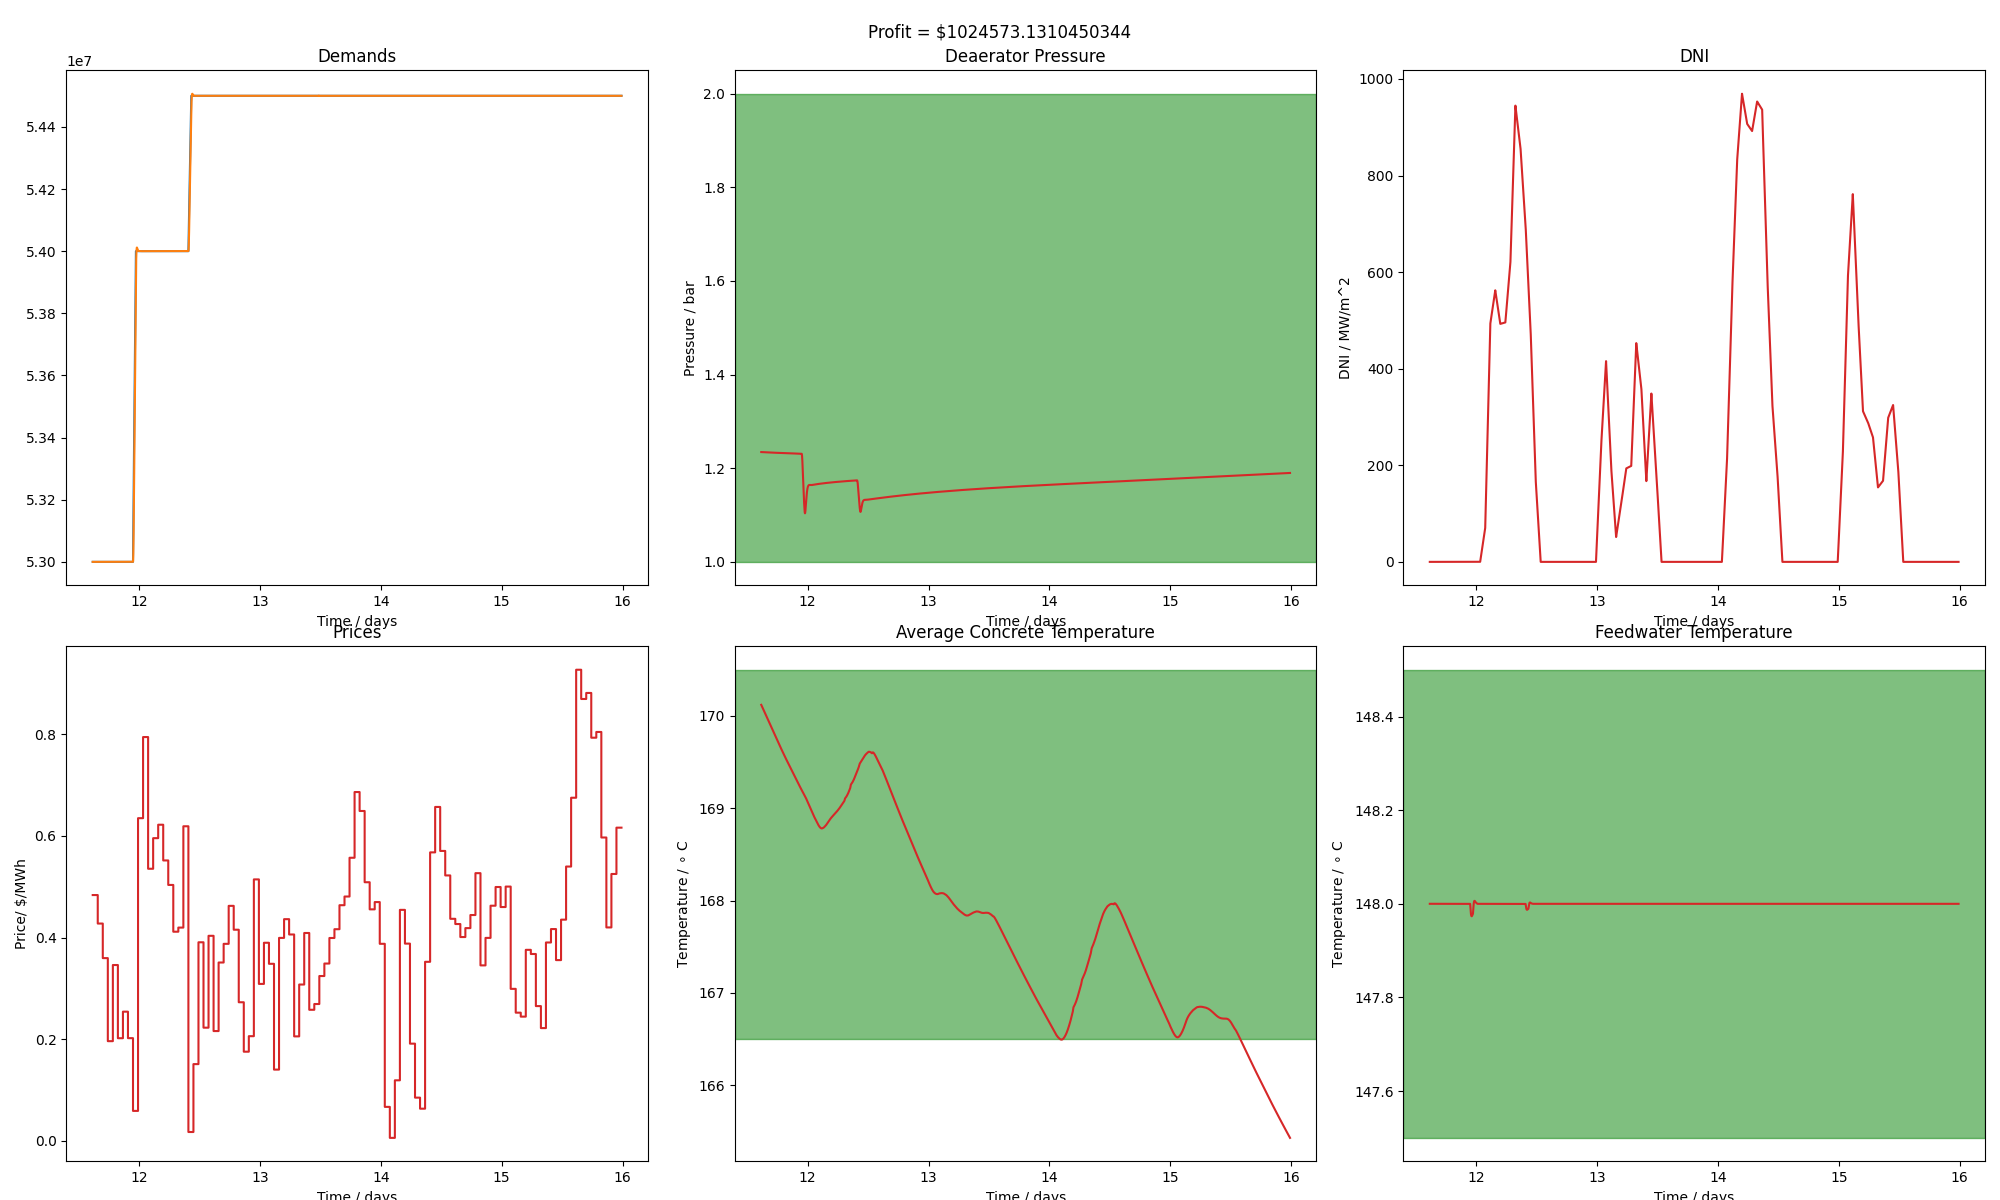 Profit = $1024573.1310450344
Demands
1e7
5.44
5.42
5.40
5.38
5.36
5.34
5.32
5.30
12 13 14 15 16
Time / days
Deaerator Pressure
Pressure / bar
2.0
1.8
1.6
1.4
1.2
1.0
12 13 14 15 16
Time / days
DNI
DNI / MW/m^2
1000
800
600
400
200
0
12 13 14 15 16
Time / days
Prices
Price/ $/MWh
0.8
0.6
0.4
0.2
0.0
12 13 14 15 16
Time / days
Average Concrete Temperature
Temperature / ∘ C
170
169
168
167
166
12 13 14 15 16
Time / days
Feedwater Temperature
Temperature / ∘ C
148.4
148.2
148.0
147.8
147.6
12 13 14 15 16
Time / days